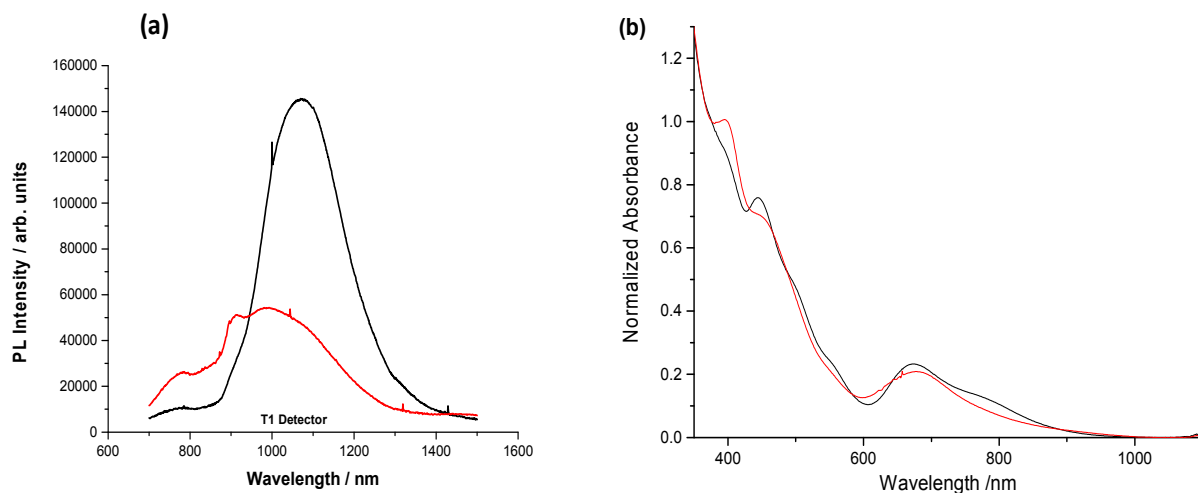 (a)
160000
140000
120000
100000
80000
60000
40000
20000
0
600 800 1000 1200 1400 1600
PL Intensity / arb. units
T1 Detector
Wavelength / nm
(b)
1.2
1.0
0.8
0.6
0.4
0.2
0.0
400 600 800 1000
Normalized Absorbance
Wavelength /nm